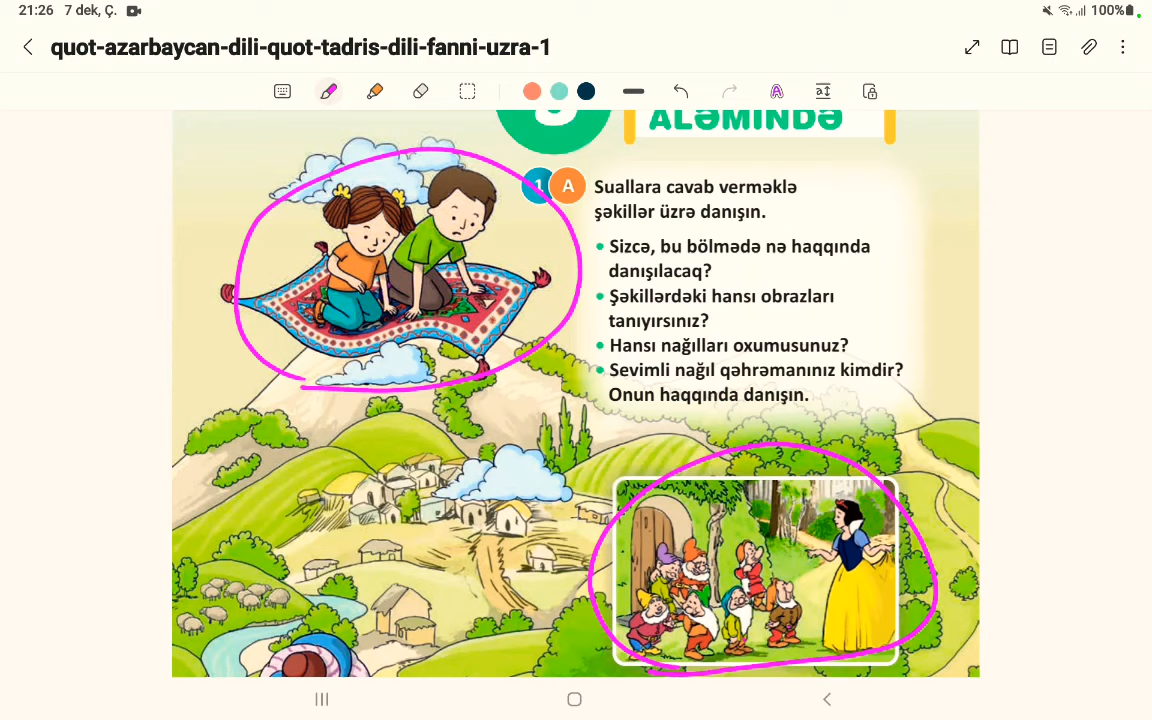 21:26 7 dek, Ç. 100%
quot-azarbaycan-dili-quot-tadris-dili-fanni-uzra-1
ALƏMİNDƏ
1 A Suallara cavab verməklə
şəkillər üzrə danışın.
• Sizcə, bu bölmədə nə haqqında
danışılacaq?
• Şəkillərdəki hansı obrazları
tanıyırsınız?
• Hansı nağılları oxumusunuz?
• Sevimli nağıl qəhrəmanınız kimdir?
Onun haqqında danışın.